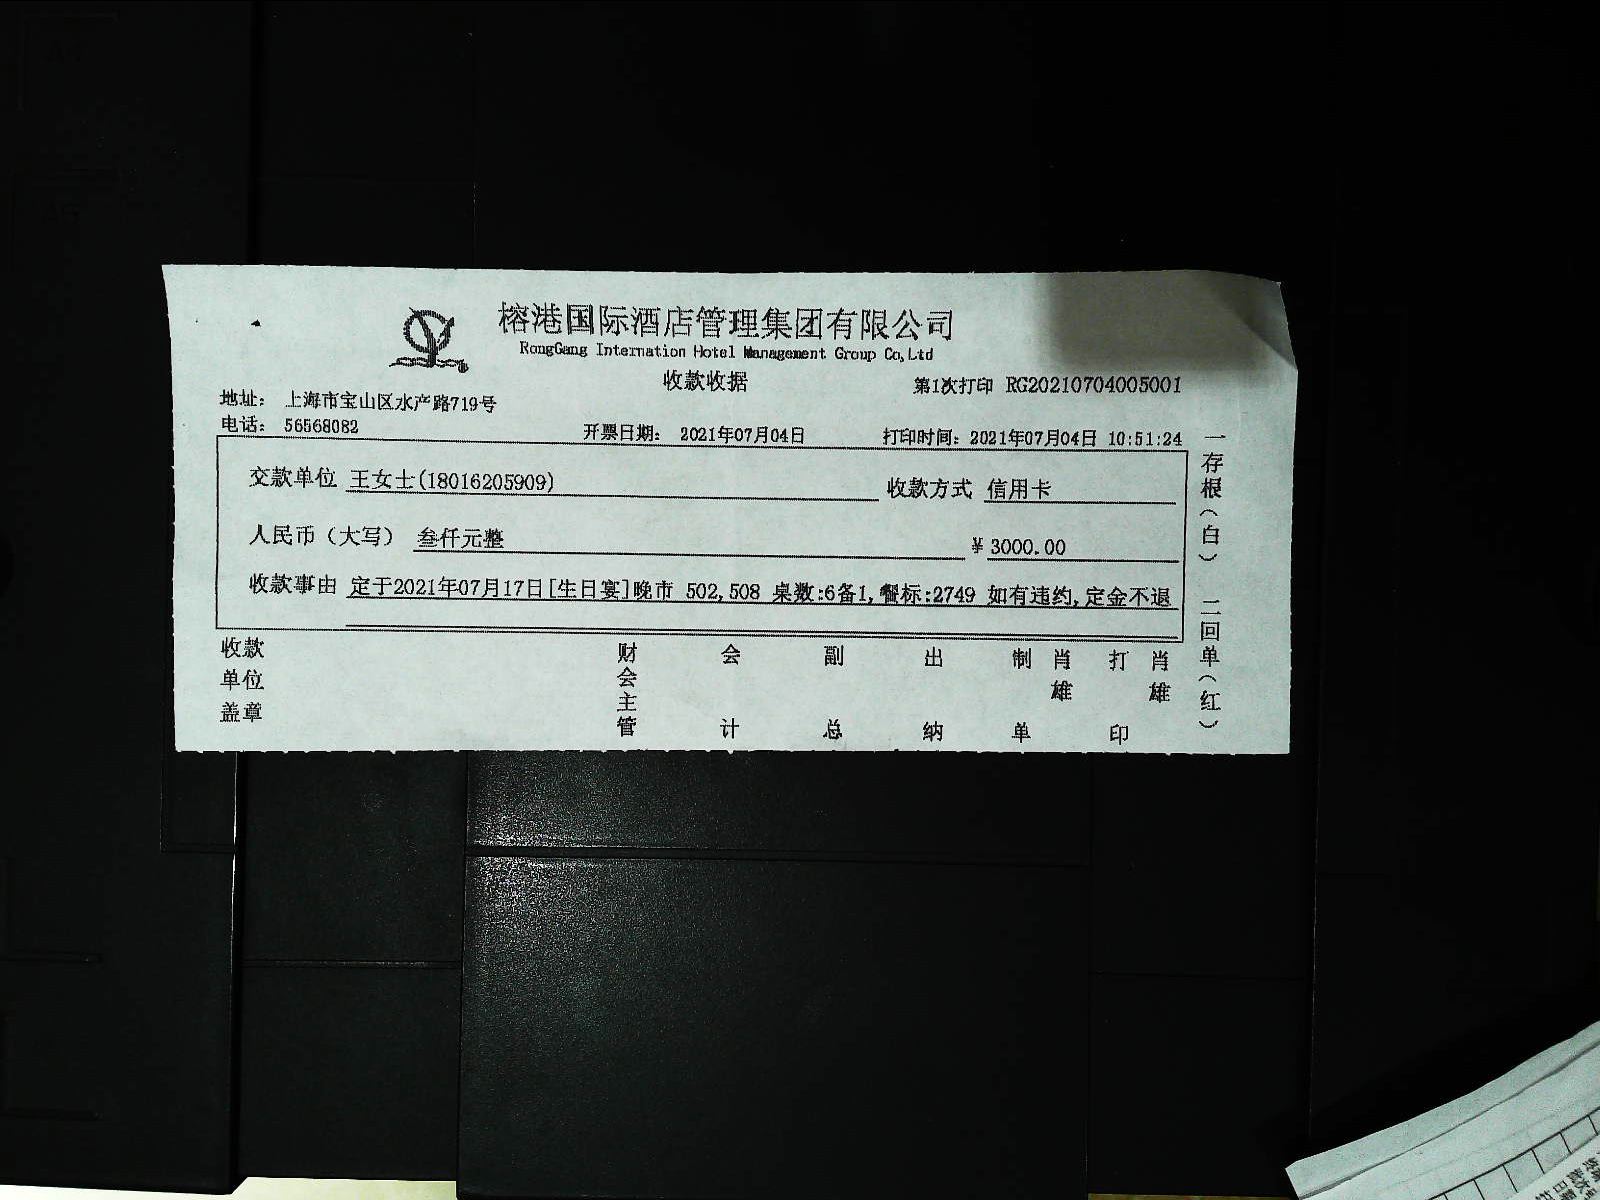 榕港国际酒店管理集团有限公司
RongGang Internation Hotel Management Group Co,Ltd
收款收据
第1次打印 RG20210704005001
地址： 上海市宝山区水产路719号
电话： 56568082
开票日期： 2021年07月04日
打印时间：2021年07月04日 10:51:24
交款单位 王女士(18016205909)
收款方式 信用卡
人民币（大写） 叁仟元整
¥ 3000.00
收款事由 定于2021年07月17日[生日宴]晚市 502,508 桌数:6备1,餐标:2749 如有违约,定金不退
收款
单位
盖章
财会主管
会计
副总
出纳
制单
肖雄
打印
肖雄
一存根（白） 二回单（红）